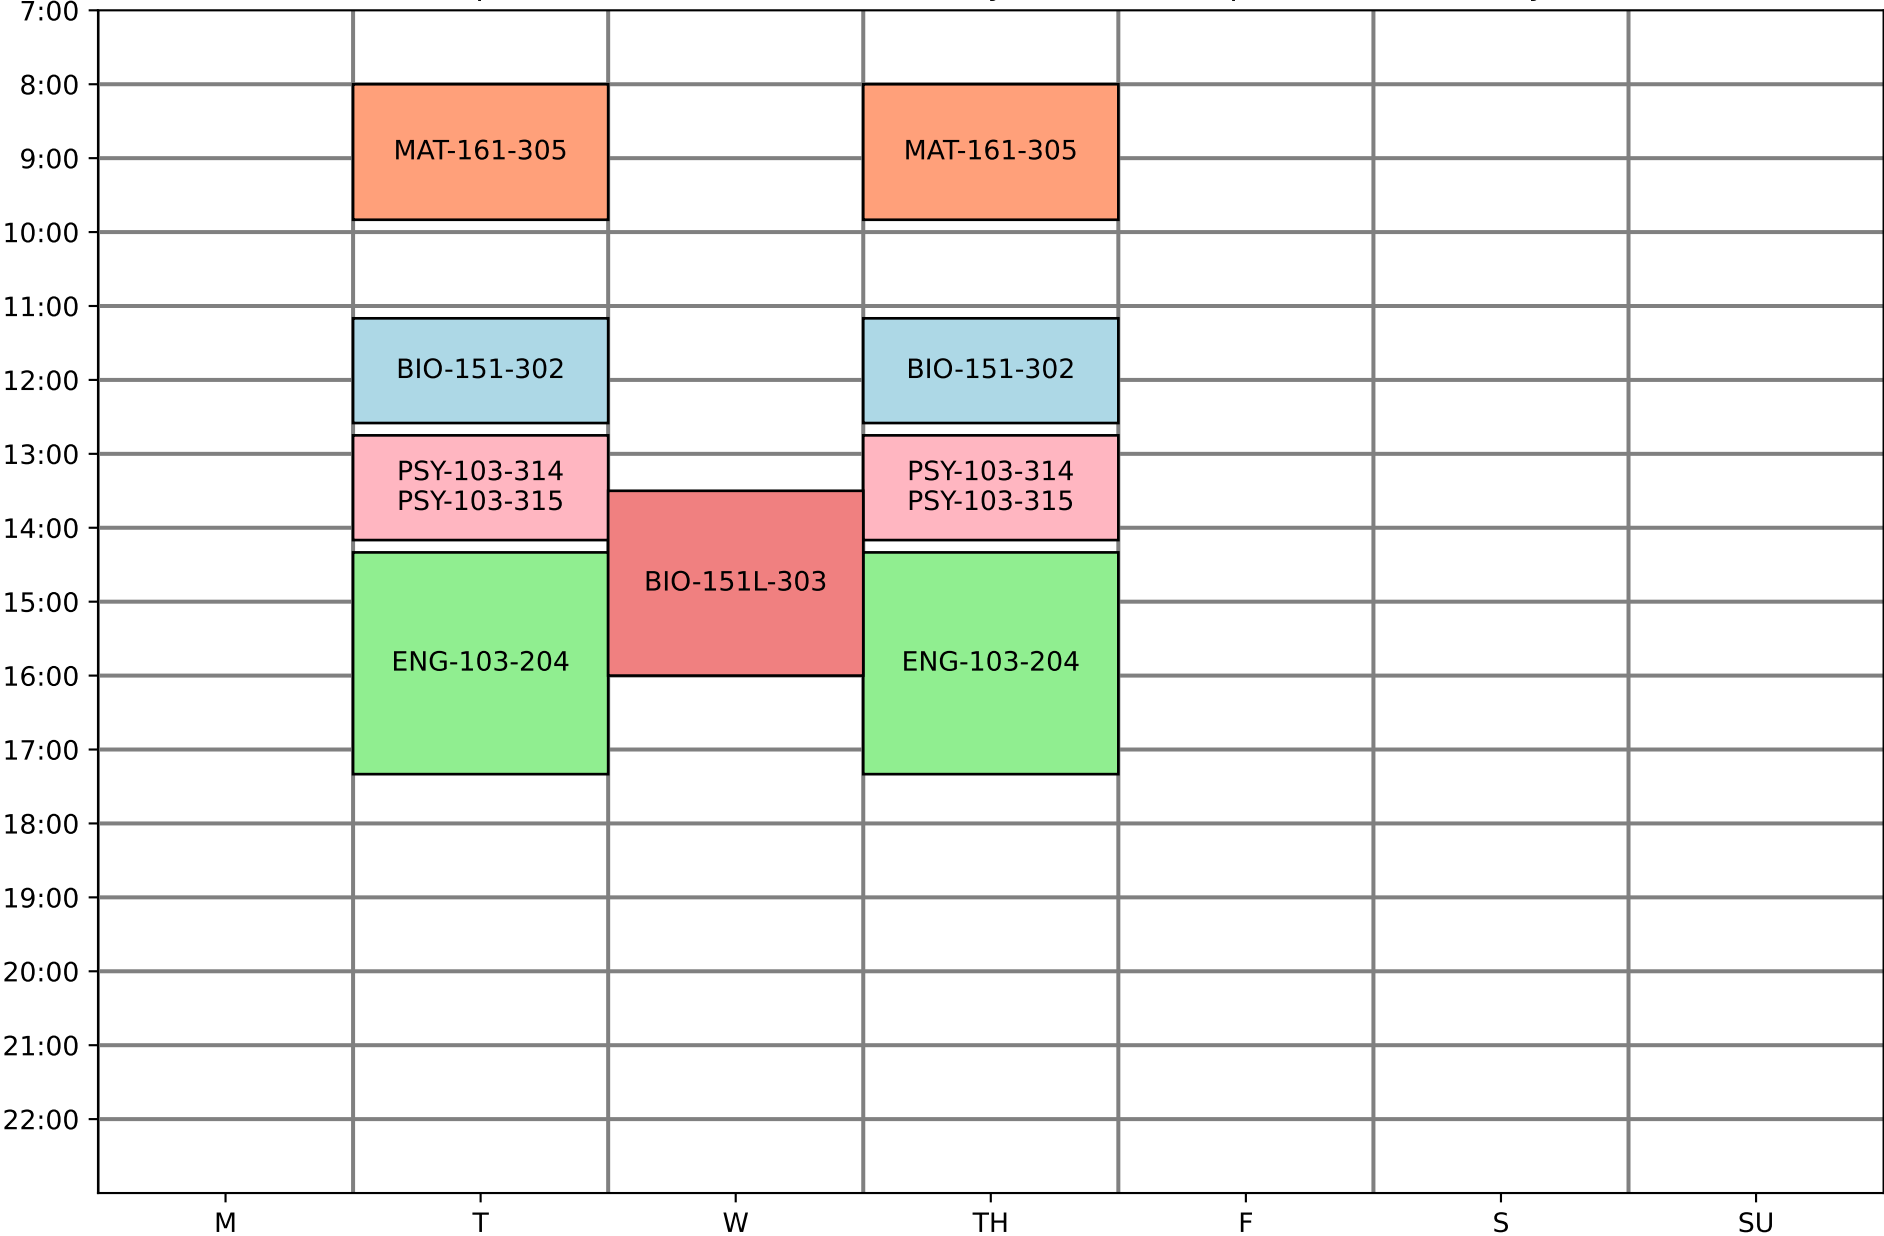 7:00
8:00
9:00
10:00
11:00
12:00
13:00
14:00
15:00
16:00
17:00
18:00
19:00
20:00
21:00
22:00
MAT-161-305
MAT-161-305
BIO-151-302
BIO-151-302
PSY-103-314
PSY-103-315
PSY-103-314
PSY-103-315
BIO-151L-303
ENG-103-204
ENG-103-204
M T W TH F S SU